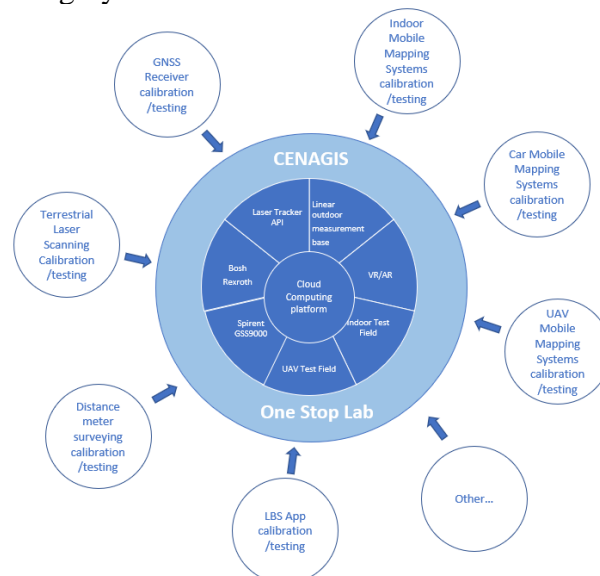 Indoor
Mobile
Mapping
Systems
calibration
/testing
GNSS
Receiver
calibration
/testing
CENAGIS
Car Mobile
Mapping
Systems
calibration
/testing
Laser Tracker
API
Linear
outdoor
measurement
base
Terrestrial
Laser
Scanning
Calibration
/testing
Bosh
Rexroth
Cloud
Computing
platform
VR/AR
Spirent
GSS9000
Indoor Test
Field
UAV
Mobile
Mapping
Systems
calibration
/testing
UAV Test Field
Distance
meter
surveying
calibration
/testing
One Stop Lab
Other...
LBS App
calibration
/testing